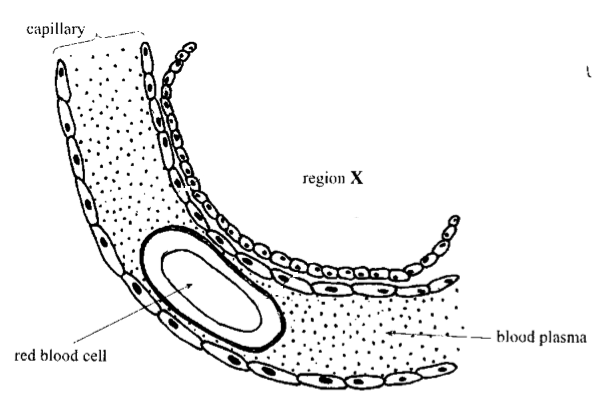 capillary
region X
blood plasma
red blood cell